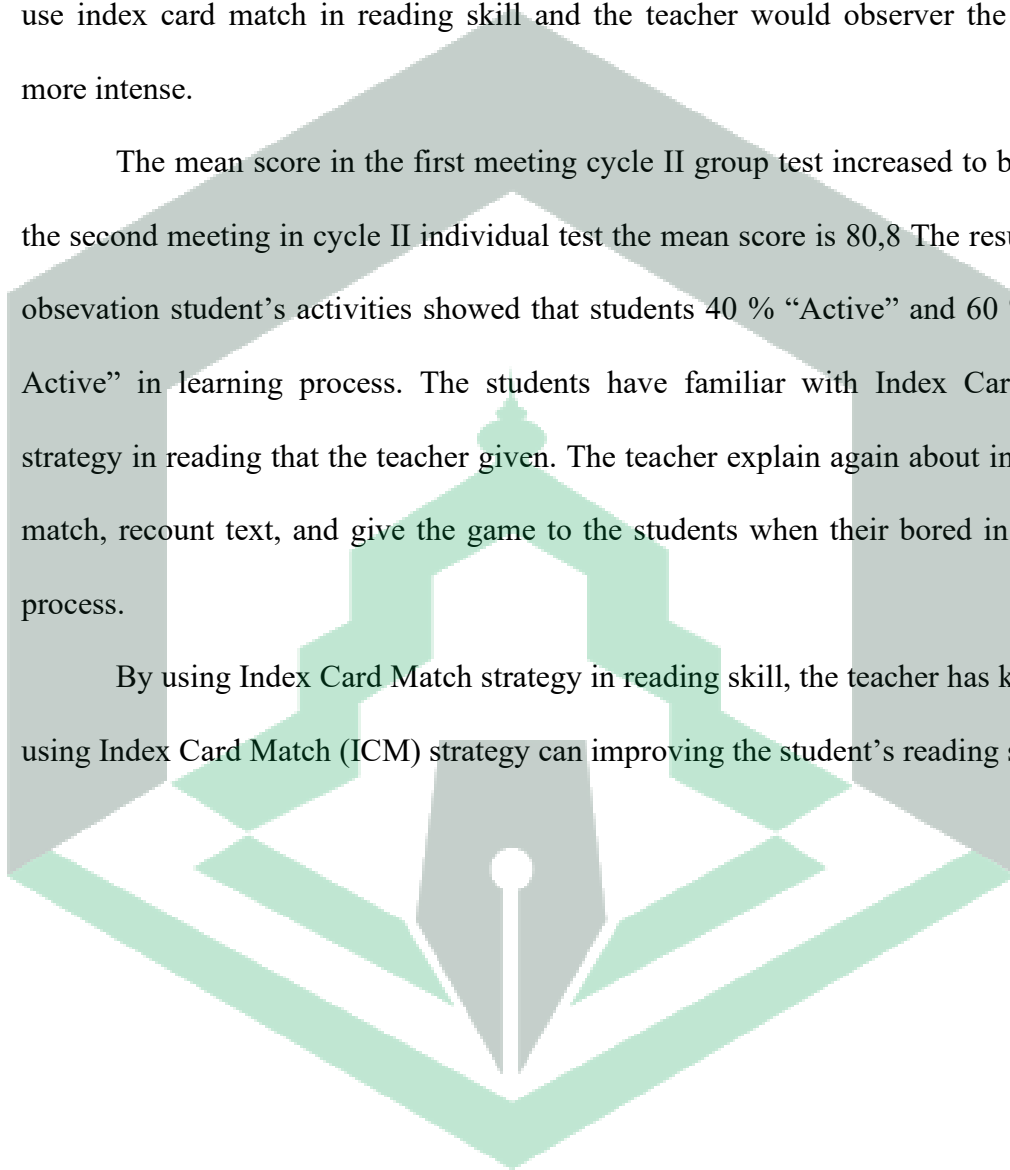 use index card match in reading skill and the teacher would observer the
more intense.
The mean score in the first meeting cycle II group test increased to
the second meeting in cycle II individual test the mean score is 80,8 The
obsevation student’s activities showed that students 40 % “Active” and 60
Active” in learning process. The students have familiar with Index
strategy in reading that the teacher given. The teacher explain again about
match, recount text, and give the game to the students when their bored in
process.
By using Index Card Match strategy in reading skill, the teacher has
using Index Card Match (ICM) strategy can improving the student’s reading